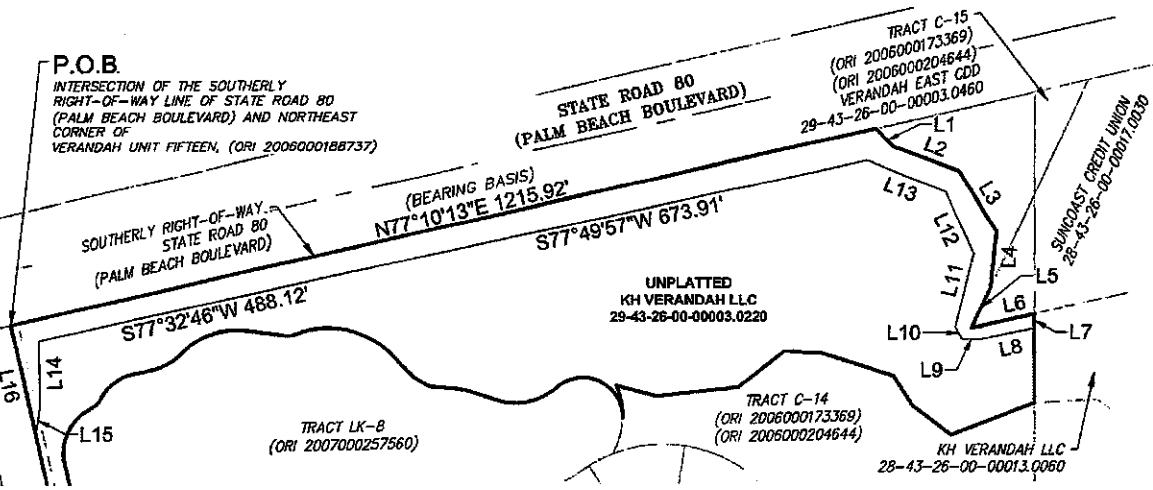 P.O.B.
INTERSECTION OF THE SOUTHERLY
RIGHT-OF-WAY LINE OF STATE ROAD 80
(PALM BEACH BOULEVARD) AND NORTHEAST
CORNER OF
VERANDAH UNIT FIFTEEN, (ORI 2006000188737)
STATE ROAD 80
(PALM BEACH BOULEVARD)
TRACT C-15
(ORI 2006000173369)
(ORI 2006000204644)
VERANDAH EAST CDD
29-43-26-00-00003.0460
SUNCOAST CREDIT UNION
28-43-26-00-00017.0030
L1
L2
L3
L4
L5
L6
L7
L8
L9
L10
L11
L12
L13
(BEARING BASIS)
N77°10'13"E 1215.92'
S77°49'57"W 673.91'
SOUTHERLY RIGHT-OF-WAY
STATE ROAD 80
(PALM BEACH BOULEVARD)
S77°32'46"W 488.12'
UNPLATTED
KH VERANDAH LLC
29-43-26-00-00003.0220
L14
L16
L15
TRACT LK-8
(ORI 2007000257560)
TRACT C-14
(ORI 2006000173369)
(ORI 2006000204644)
KH VERANDAH LLC
28-43-26-00-00013.0060